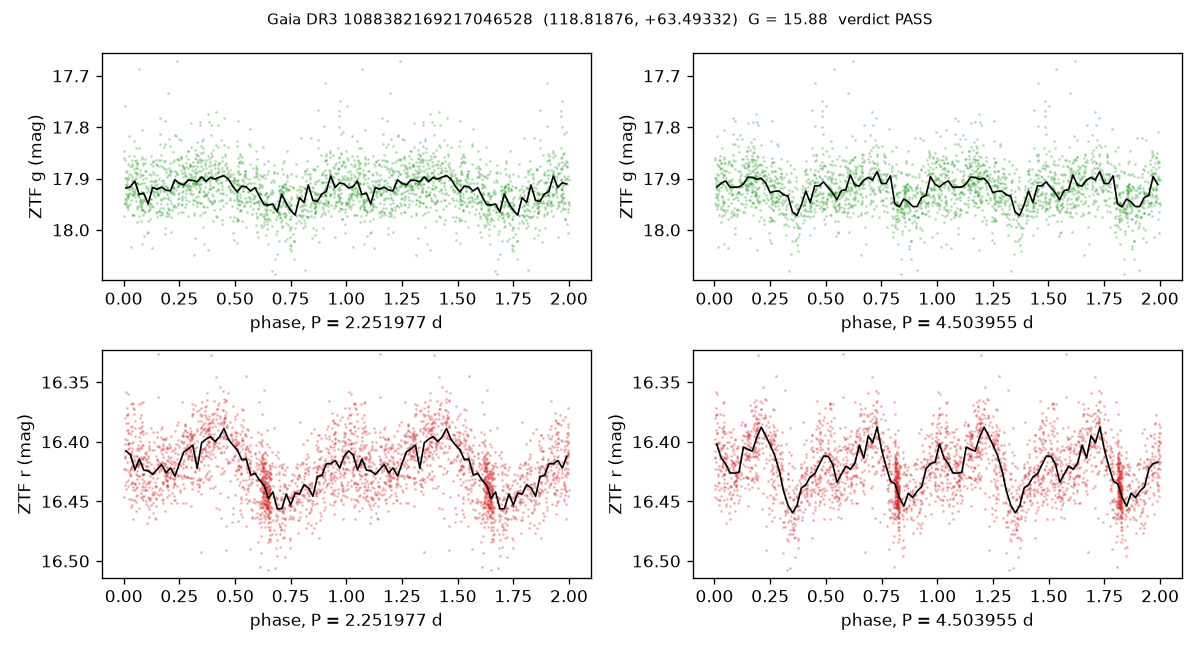 Gaia DR3 1088382169217046528 (118.81876, +63.49332) G = 15.88 verdict PASS
ZTF g (mag)
17.7
17.8
17.9
18.0
0.00 0.25 0.50 0.75 1.00 1.25 1.50 1.75 2.00
phase, P = 2.251977 d
ZTF g (mag)
17.7
17.8
17.9
18.0
0.00 0.25 0.50 0.75 1.00 1.25 1.50 1.75 2.00
phase, P = 4.503955 d
ZTF r (mag)
16.35
16.40
16.45
16.50
0.00 0.25 0.50 0.75 1.00 1.25 1.50 1.75 2.00
phase, P = 2.251977 d
ZTF r (mag)
16.35
16.40
16.45
16.50
0.00 0.25 0.50 0.75 1.00 1.25 1.50 1.75 2.00
phase, P = 4.503955 d